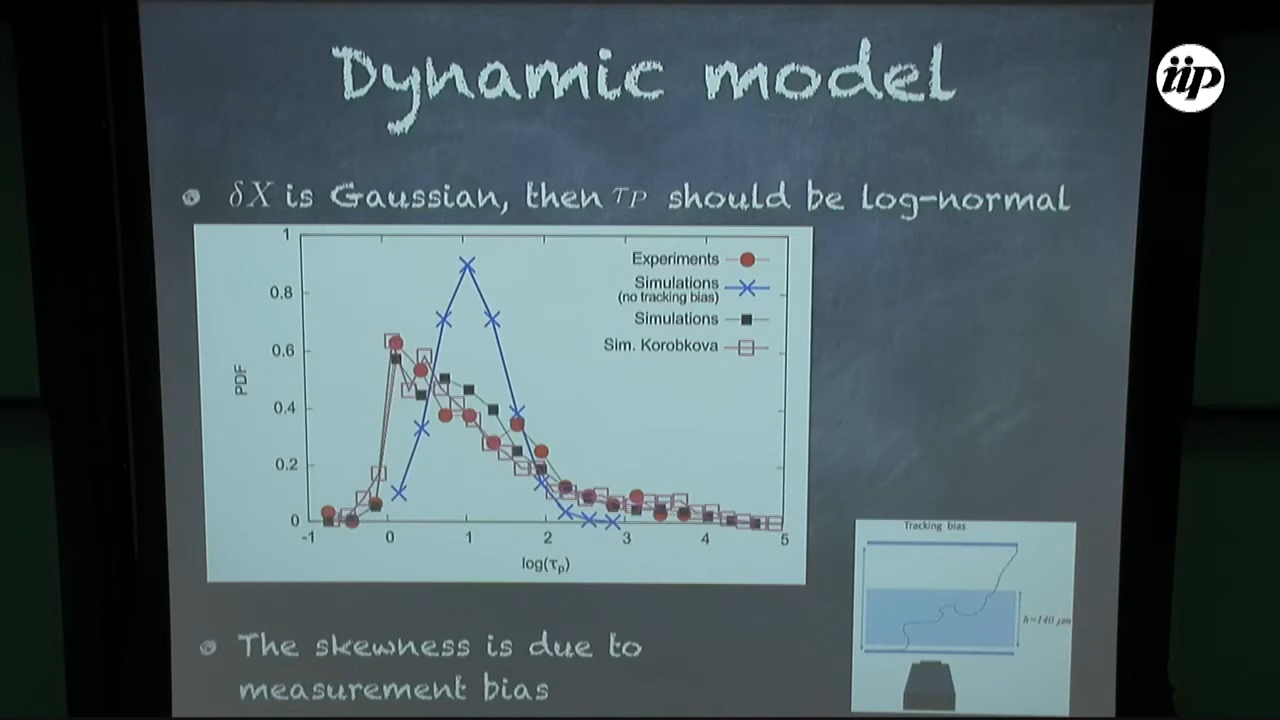 Dynamic model
iip
δX is Gaussian, then τP should be log-normal
1
0.8
0.6
0.4
0.2
0
PDF
Experiments
Simulations
(no tracking bias)
Simulations
Sim. Korobkova
-1 0 1 2 3 4 5
log(τp)
Tracking bias
h=140 μm
The skewness is due to
measurement bias